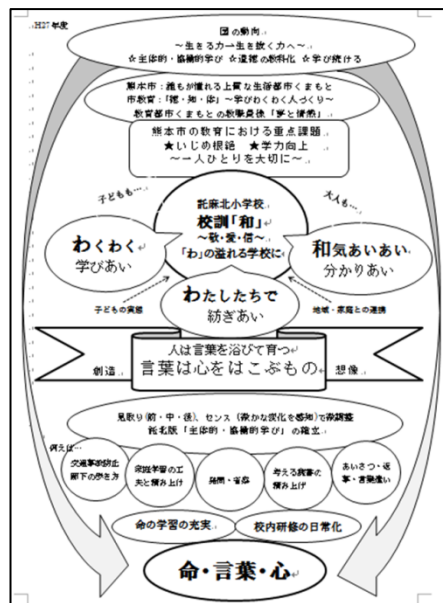 H27年度
国の動向
～生きる力→生き抜く力へ～
☆主体的・協働的学び ☆道徳の教科化 ☆学び続ける
熊本市：誰もが憧れる上質な生活都市くまもと
市教育：「徳・知・体」～学びわくわく人づくり～
教育都市くまもとの教職員像「夢と情熱」
熊本市の教育における重点課題
★いじめ根絶 ★学力向上
～一人ひとりを大切に～
子どもも…
大人も…
託麻北小学校
校訓「和」
～敬・愛・信～
「わ」の溢れる学校に
わくわく
学びあい
和気あいあい
分かりあい
わたしたちで
紡ぎあい
子どもの実態
地域・家庭との連携
人は言葉を浴びて育つ
言葉は心をはこぶもの
創造
想像
見取り(前・中・後)、センス（微かな変化を感知）で微調整
託北版「主体的・協働的学び」の確立
例えば…
交通事故防止
廊下の歩き方
家庭学習の工
夫と積み上げ
発問・省察
考える授業の
積み上げ
あいさつ・返
事・言葉遣い
命の学習の充実
校内研修の日常化
命・言葉・心